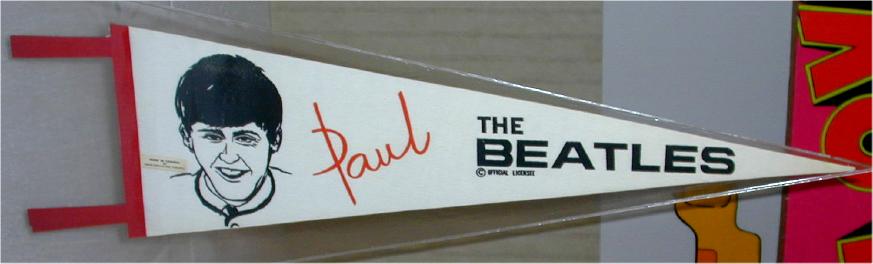 Paul
THE
BEATLES
© OFFICIAL LICENSEE